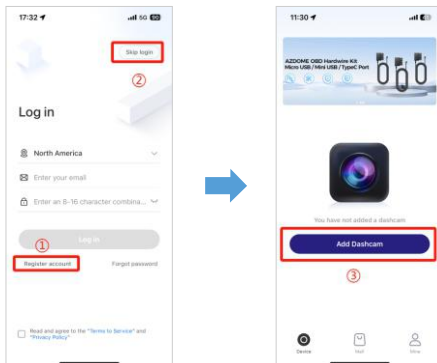 17:32
5G
Skip login
②
Log in
North America
Enter your email
Enter an 8-16 character combina...
Log in
①
Register account
Forgot password
Read and agree to the "Terms to Service" and
"Privacy Policy"
11:30
AZDOME OBD Hardwire Kit
Micro USB / Mini USB / TypeC Port
You have not added a dashcam
Add Dashcam
③
Device
Mall
Mine